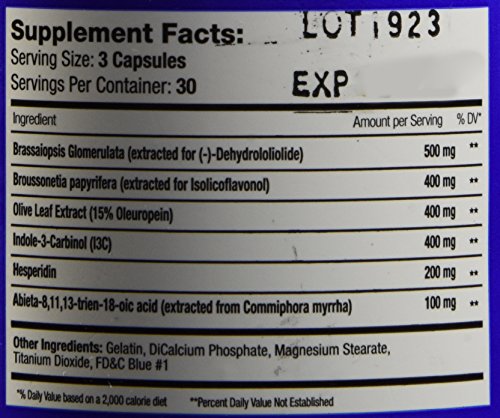 Supplement Facts: LOT 1923
Serving Size: 3 Capsules
Servings Per Container: 30 EXP
Ingredient Amount per Serving % DV*
Brassaiopsis Glomerulata (extracted for (-)-Dehydrololiolide) 500 mg **
Broussonetia papyrifera (extracted for Isolicoflavonol) 400 mg **
Olive Leaf Extract (15% Oleuropein) 400 mg **
Indole-3-Carbinol (I3C) 400 mg **
Hesperidin 200 mg **
Abieta-8,11,13-trien-18-oic acid (extracted from Commiphora myrrha) 100 mg **
Other Ingredients: Gelatin, DiCalcium Phosphate, Magnesium Stearate,
Titanium Dioxide, FD&C Blue #1
*% Daily Value based on a 2,000 calorie diet **Percent Daily Value Not Established